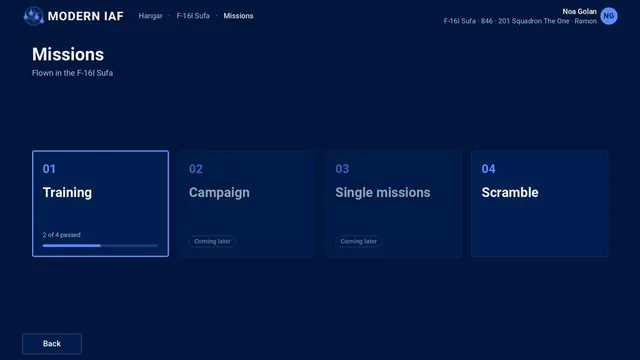 MODERN IAF
Hangar · F-16I Sufa · Missions
Noa Golan
F-16I Sufa · 846 · 201 Squadron The One · Ramon
NG
Missions
Flown in the F-16I Sufa
01
Training
2 of 4 passed
02
Campaign
Coming later
03
Single missions
Coming later
04
Scramble
Back